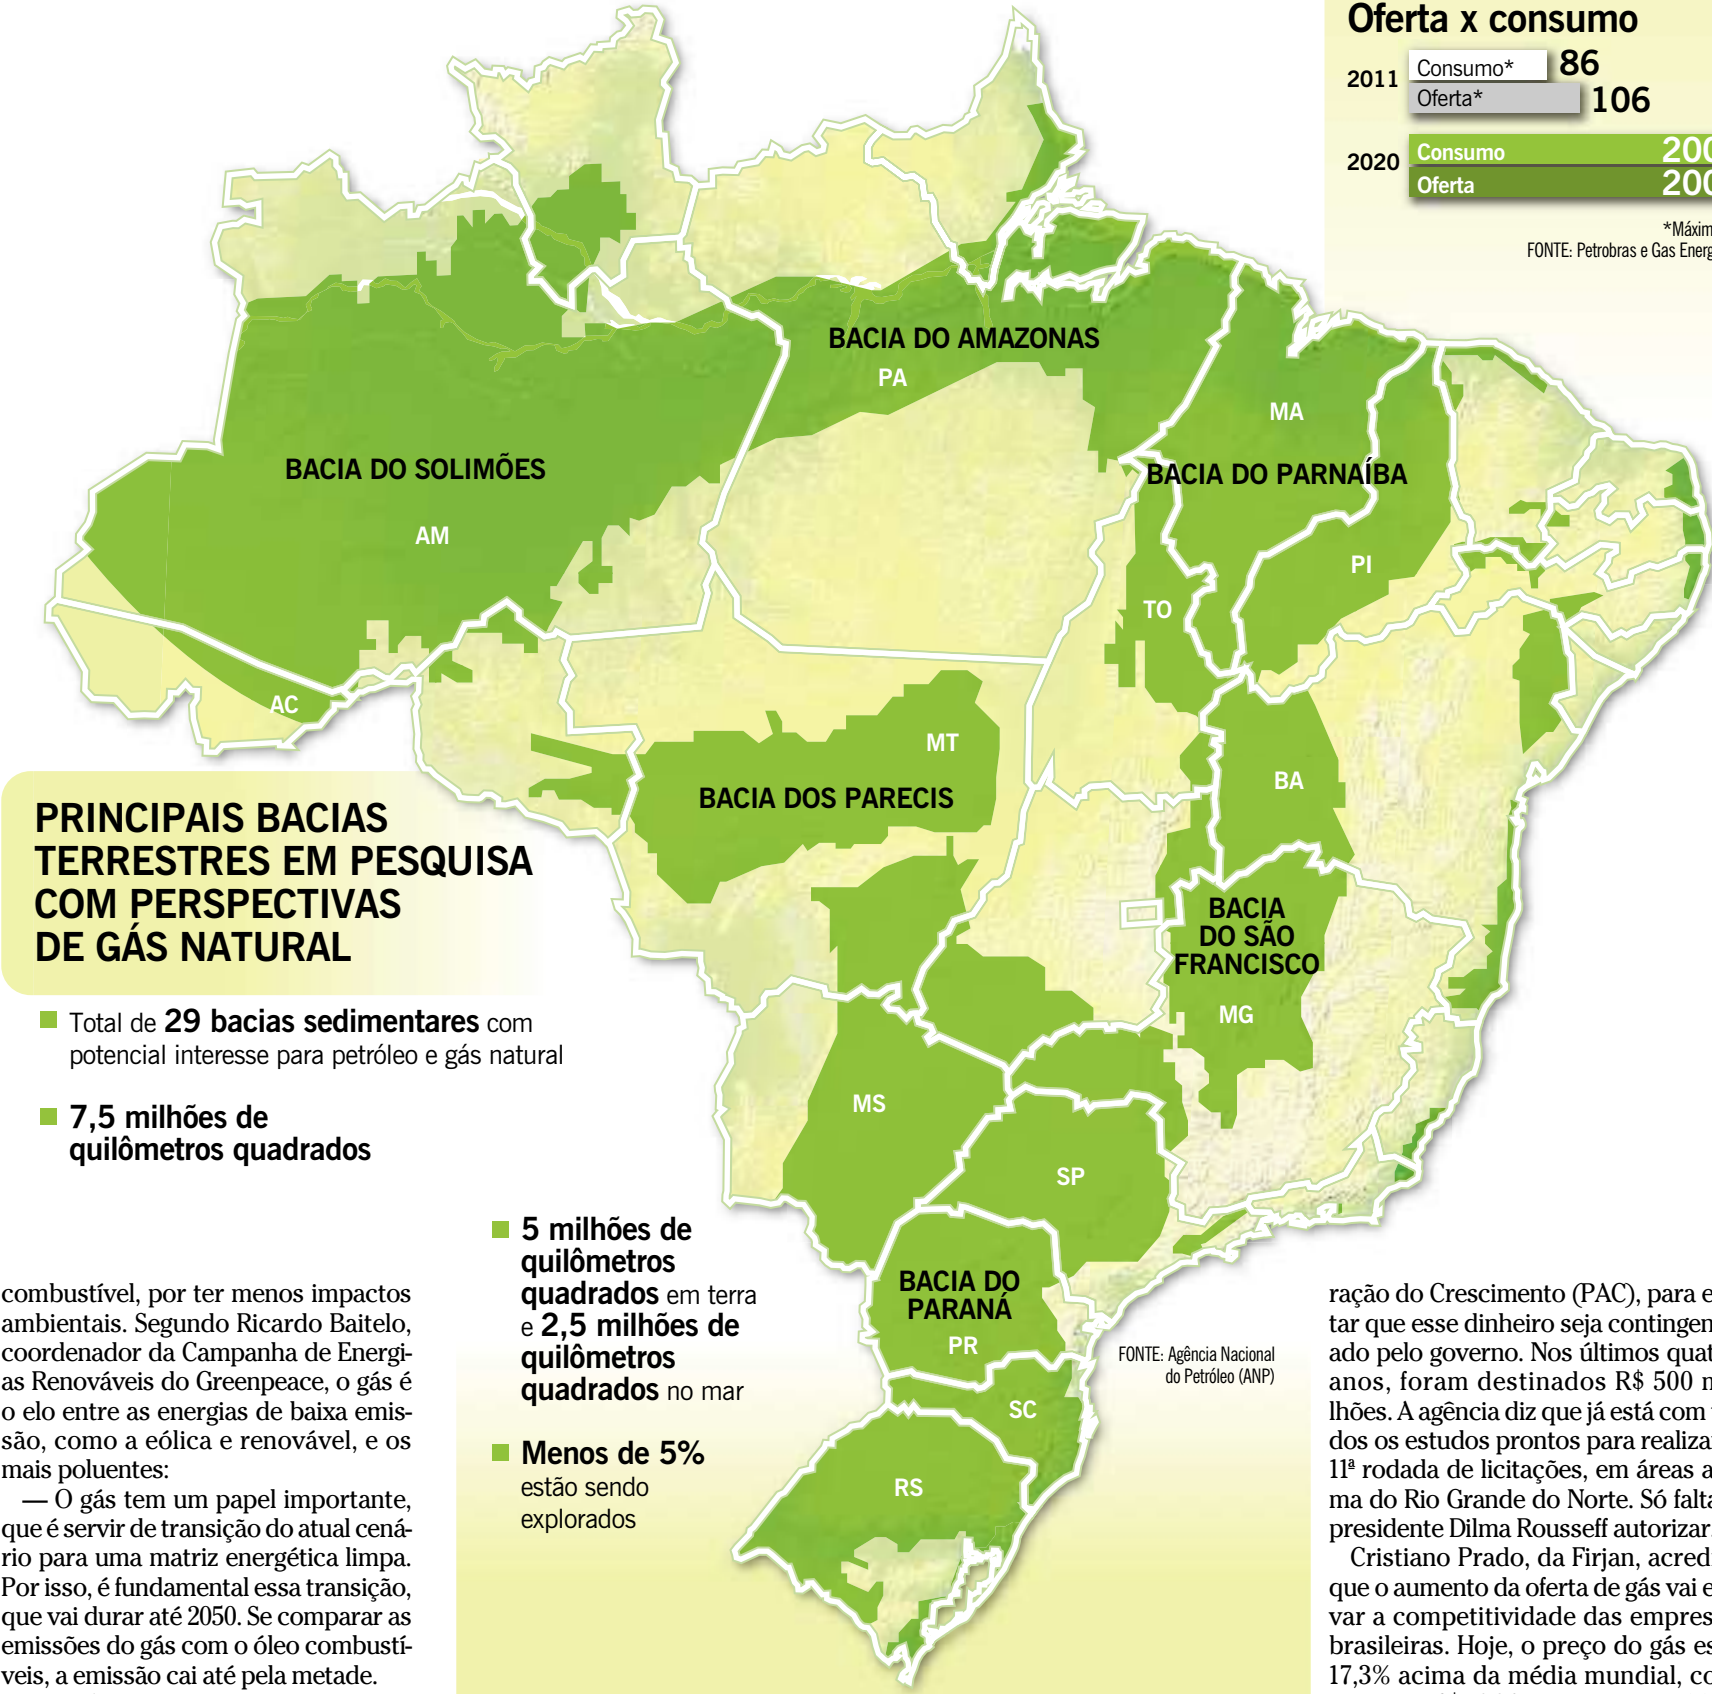 Oferta x consumo
2011
Consumo* 86
Oferta* 106
2020
Consumo 200
Oferta 200
FONTE: Petrobras e Gas
BACIA DO AMAZONAS
PA
MA
BACIA DO SOLIMÕES
BACIA DO PARNAÍBA
AM
PI
TO
AC
MT
BA
BACIA DOS PARECIS
PRINCIPAIS BACIAS
TERRESTRES EM PESQUISA
COM PERSPECTIVAS
DE GÁS NATURAL
BACIA
DO SÃO
FRANCISCO
MG
Total de 29 bacias sedimentares com
potencial interesse para petróleo e gás natural
MS
7,5 milhões de
quilômetros quadrados
SP
5 milhões de
quilômetros
quadrados em terra
e 2,5 milhões de
quilômetros
quadrados no mar
BACIA DO
PARANÁ
PR
FONTE: Agência Nacional
do Petróleo (ANP)
SC
Menos de 5%
estão sendo
explorados
RS
combustível, por ter menos impactos
ambientais. Segundo Ricardo Baitelo,
coordenador da Campanha de Energi-
as Renováveis do Greenpeace, o gás é
o elo entre as energias de baixa emis-
são, como a eólica e renovável, e os
mais poluentes:
— O gás tem um papel importante,
que é servir de transição do atual cená-
rio para uma matriz energética limpa.
Por isso, é fundamental essa transição,
que vai durar até 2050. Se comparar as
emissões do gás com o óleo combustí-
veis, a emissão cai até pela metade.
ração do Crescimento (PAC), para
tar que esse dinheiro seja
ado pelo governo. Nos últimos
anos, foram destinados R$ 500
lhões. A agência diz que já está com
dos os estudos prontos para
11ª rodada de licitações, em áreas
ma do Rio Grande do Norte. Só falta
presidente Dilma Rousseff autorizar.
Cristiano Prado, da Firjan,
que o aumento da oferta de gás vai
var a competitividade das
brasileiras. Hoje, o preço do gás
17,3% acima da média mundial,